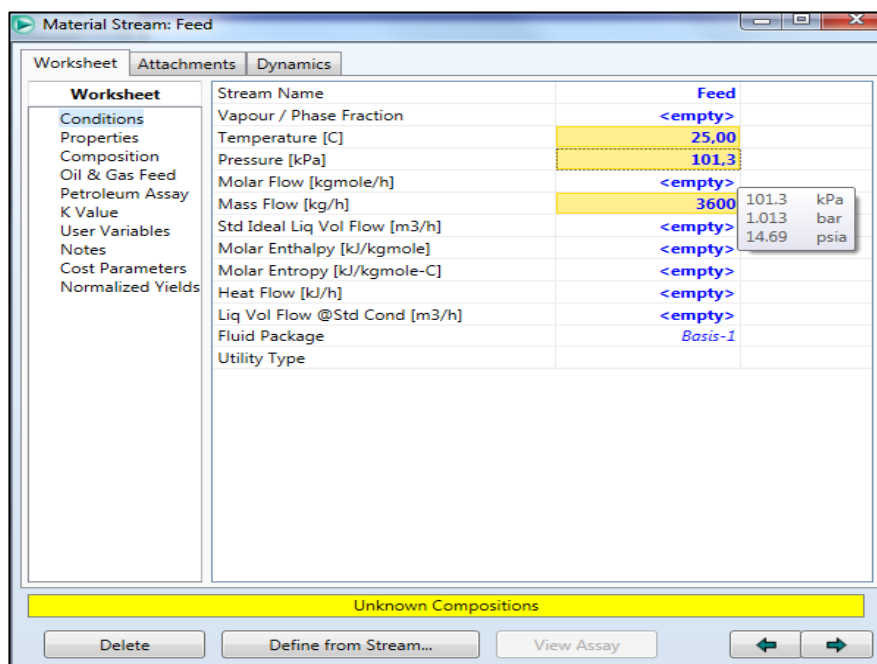 Material Stream: Feed
Worksheet Attachments Dynamics
Worksheet
Conditions
Properties
Composition
Oil & Gas Feed
Petroleum Assay
K Value
User Variables
Notes
Cost Parameters
Normalized Yields
Stream Name Feed
Vapour / Phase Fraction <empty>
Temperature [C] 25,00
Pressure [kPa] 101,3
Molar Flow [kgmole/h] <empty>
Mass Flow [kg/h] 3600
Std Ideal Liq Vol Flow [m3/h] <empty>
Molar Enthalpy [kJ/kgmole] <empty>
Molar Entropy [kJ/kgmole-C] <empty>
Heat Flow [kJ/h] <empty>
Liq Vol Flow @Std Cond [m3/h] <empty>
Fluid Package Basis-1
Utility Type
101.3 kPa
1.013 bar
14.69 psia
Unknown Compositions
Delete Define from Stream... View Assay